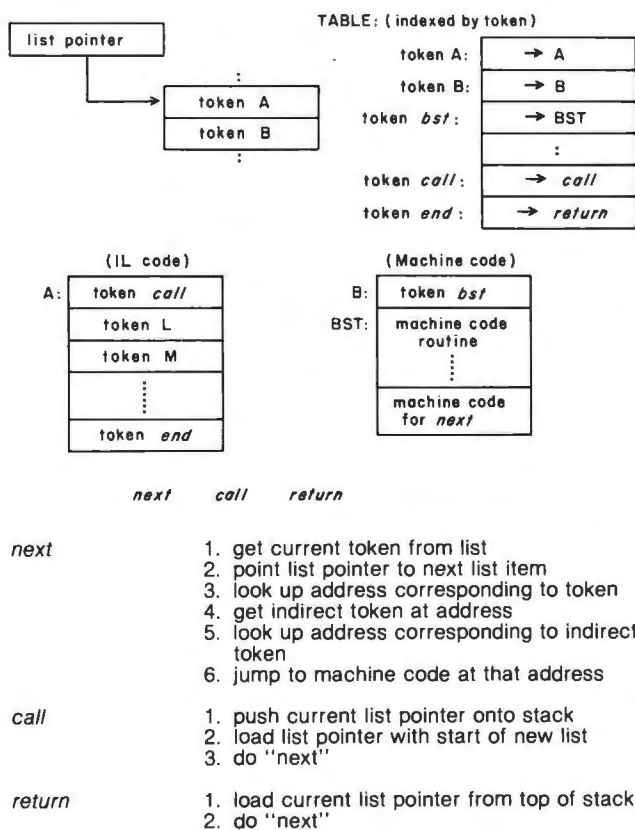 TABLE: (indexed by token)
list pointer
token A: → A
token B: → B
token bst: → BST
:
token call: → call
token end: → return
:
token A
token B
:
(IL code)
A: token call
token L
token M
token end
(Machine code)
B: token bst
BST: machine code
routine
machine code
for next
next call return
next 1. get current token from list
2. point list pointer to next list item
3. look up address corresponding to token
4. get indirect token at address
5. look up address corresponding to indirect
token
6. jump to machine code at that address
call 1. push current list pointer onto stack
2. load list pointer with start of new list
3. do "next"
return 1. load current list pointer from top of stack
2. do "next"